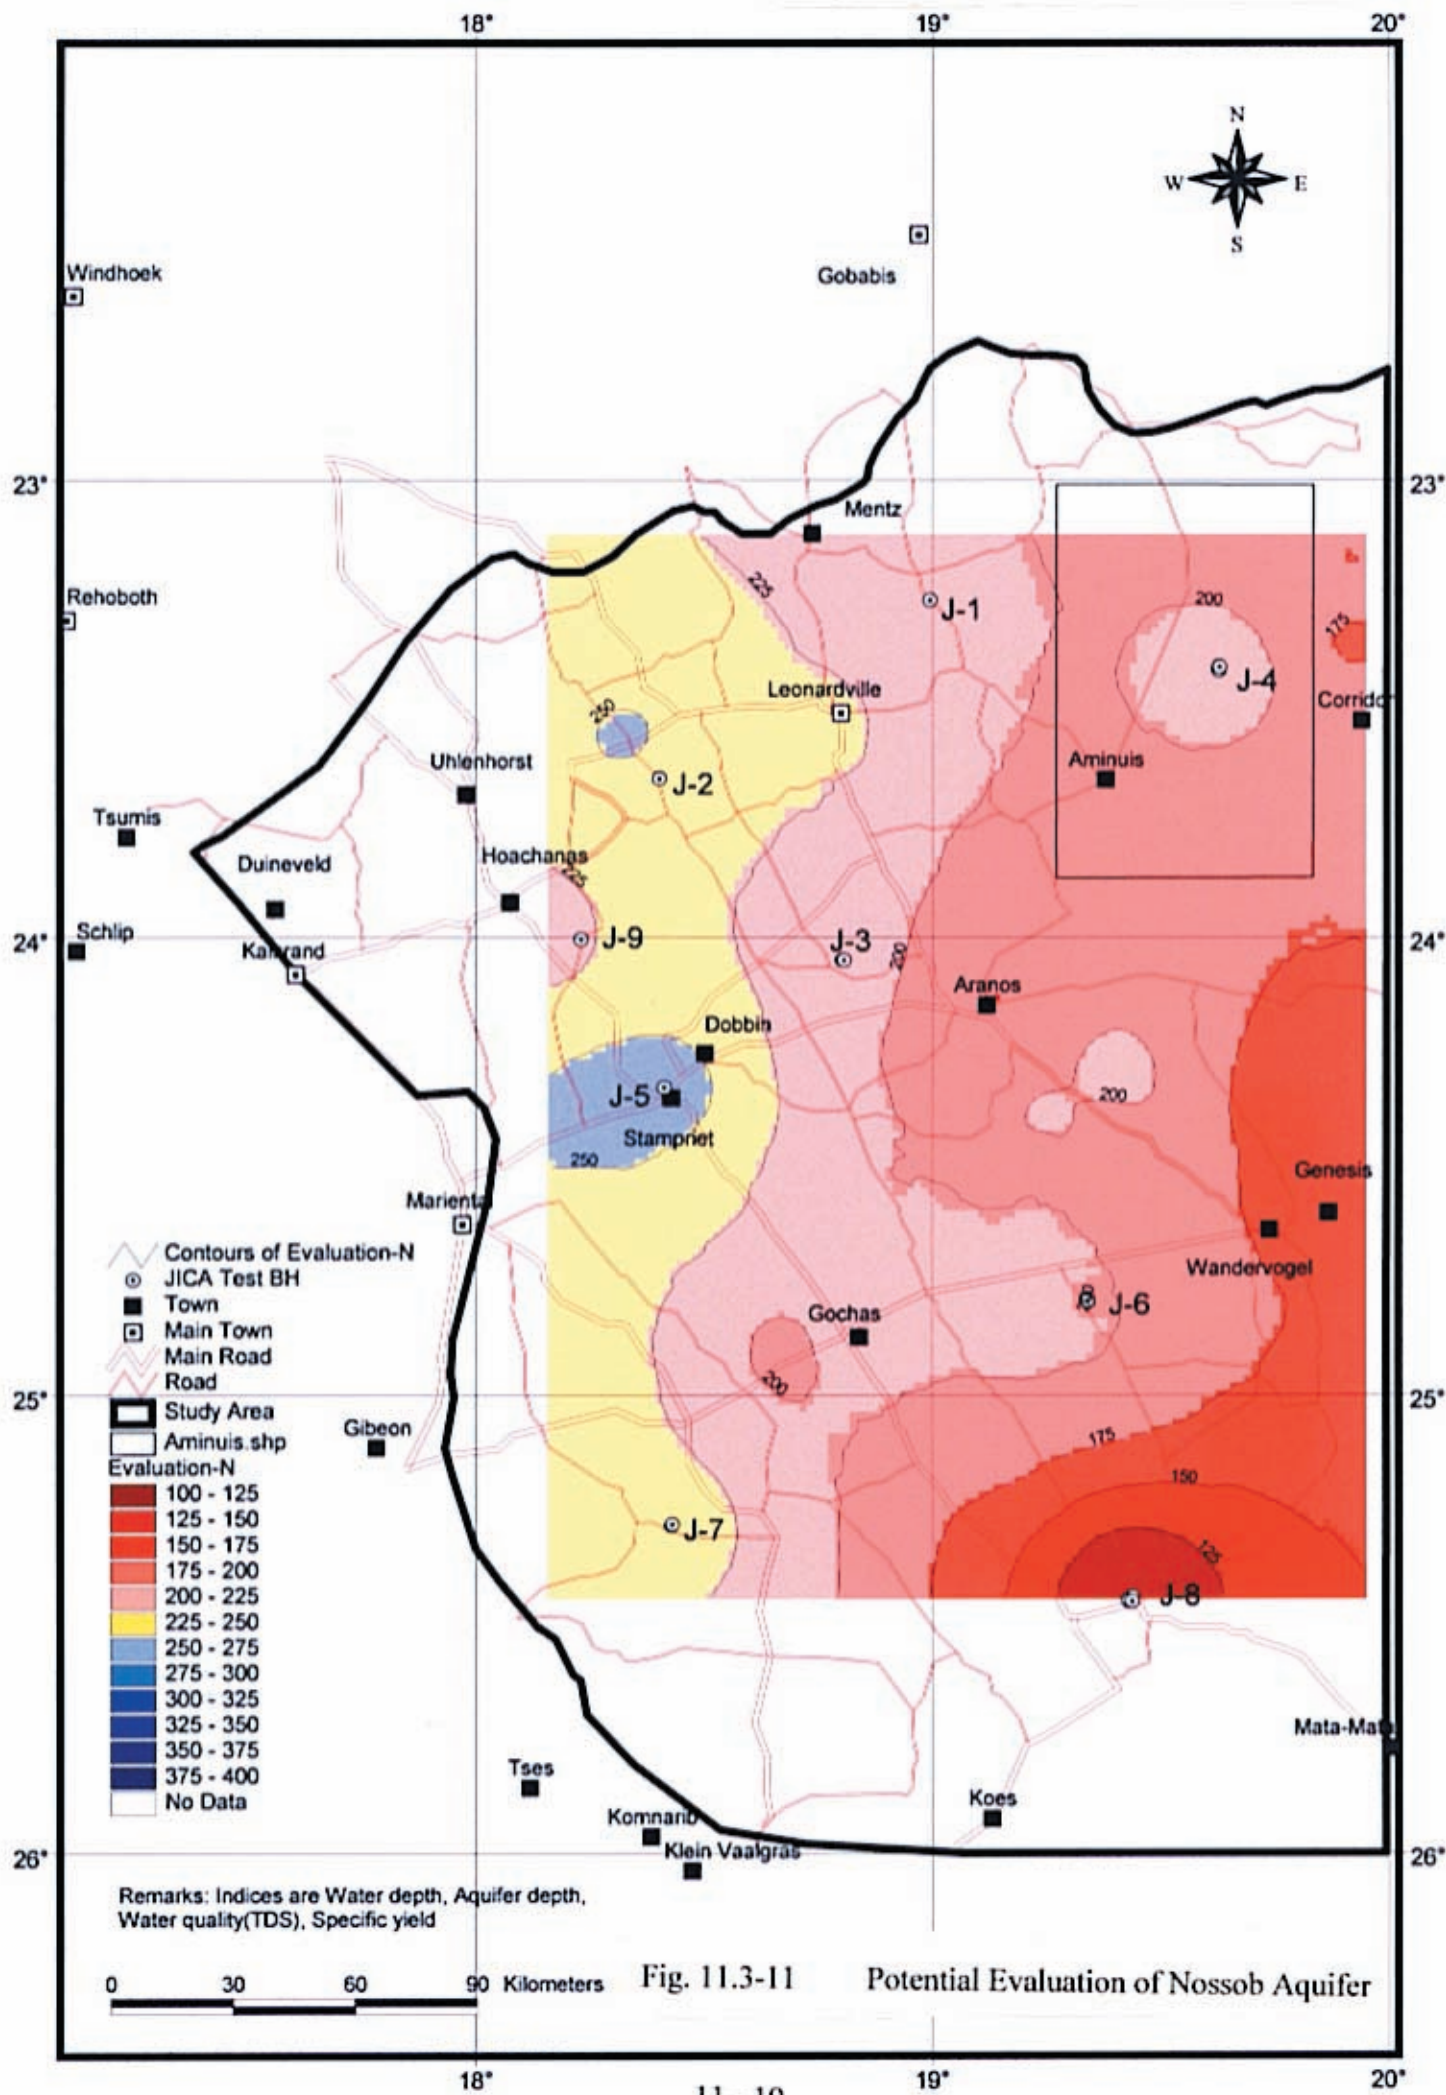 18° 19° 20°
N
W E
S
Windhoek
Gobabis
23° 23°
Mentz
225
Rehoboth
200
J-1
175
J-4
Leonardville
Corrido
250
Uhlenhorst
Aminuis
J-2
Tsumis
Hoachanas
Duineveld
225
Schlip
J-9
J-3
24° 24°
Kalkrand
200
Aranos
Dobbin
J-5
200
Stampriet
250
Genesis
Mariental
Wandervogel
Contours of Evaluation-N
JICA Test BH
Town
Main Town
Main Road
Road
Study Area
Aminuis.shp
Evaluation-N
100 - 125
125 - 150
150 - 175
175 - 200
200 - 225
225 - 250
250 - 275
275 - 300
300 - 325
325 - 350
350 - 375
375 - 400
No Data
J-6
Gochas
200
25° 25°
Gibeon
175
150
J-7
125
J-8
Mata-Mata
Tses
Koes
Komnarib
Klein Vaalgras
26° 26°
Remarks: Indices are Water depth, Aquifer depth,
Water quality(TDS), Specific yield
0 30 60 90 Kilometers
Fig. 11.3-11 Potential Evaluation of Nossob Aquifer
18° 19° 20°